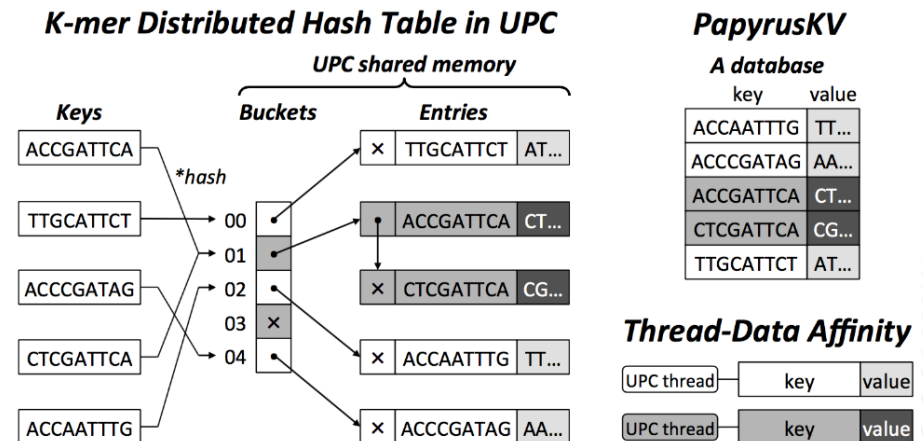 K-mer Distributed Hash Table in UPC
UPC shared memory
Keys
Buckets
Entries
ACCGATTCA
TTGCATTCT
ACCCGATAG
CTCGATTCA
ACCAATTTG
*hash
00
01
02
03
04
×
× TTGCATTCT AT...
ACCGATTCA CT...
× CTCGATTCA CG...
× ACCAATTTG TT...
× ACCCGATAG AA...
PapyrusKV
A database
key value
ACCAATTTG TT...
ACCCGATAG AA...
ACCGATTCA CT...
CTCGATTCA CG...
TTGCATTCT AT...
Thread-Data Affinity
UPC thread key value
UPC thread key value